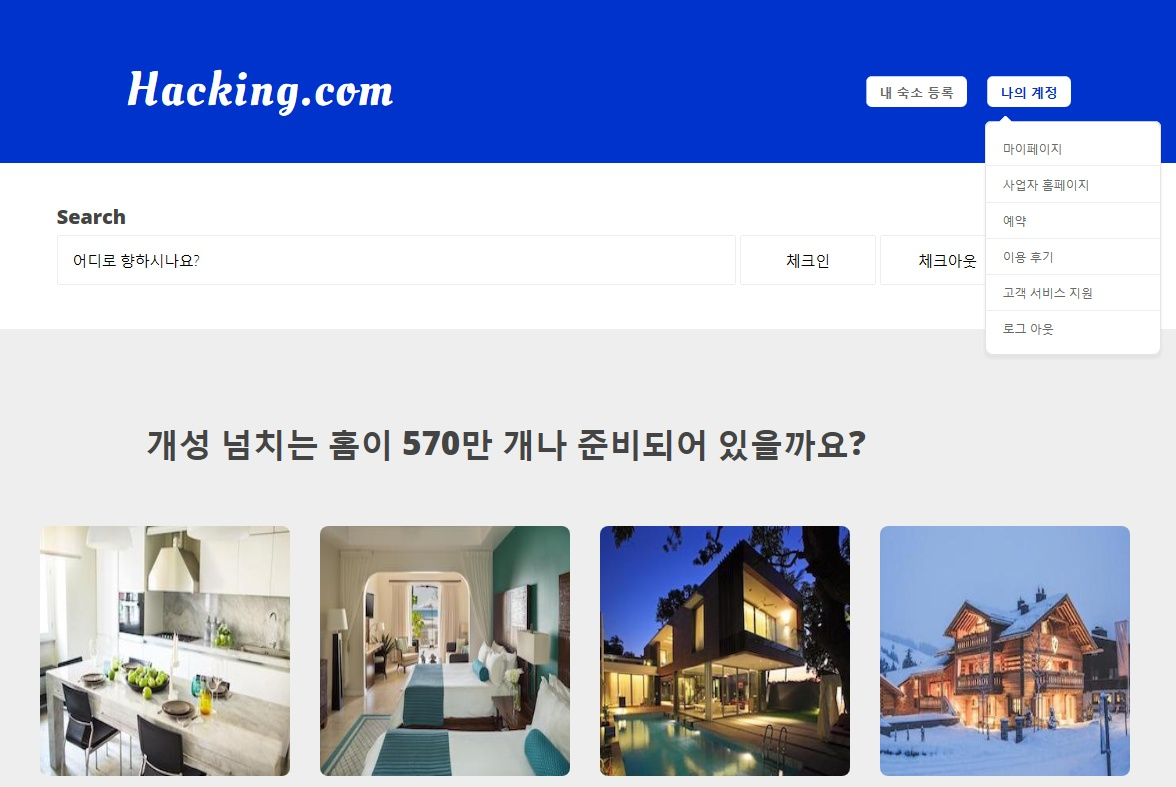 Hacking.com
내 숙소 등록
나의 계정
마이페이지
사업자 홈페이지
예약
이용 후기
고객 서비스 지원
로그 아웃
Search
어디로 향하시나요?
체크인
체크아웃
개성 넘치는 홈이 570만 개나 준비되어 있을까요?